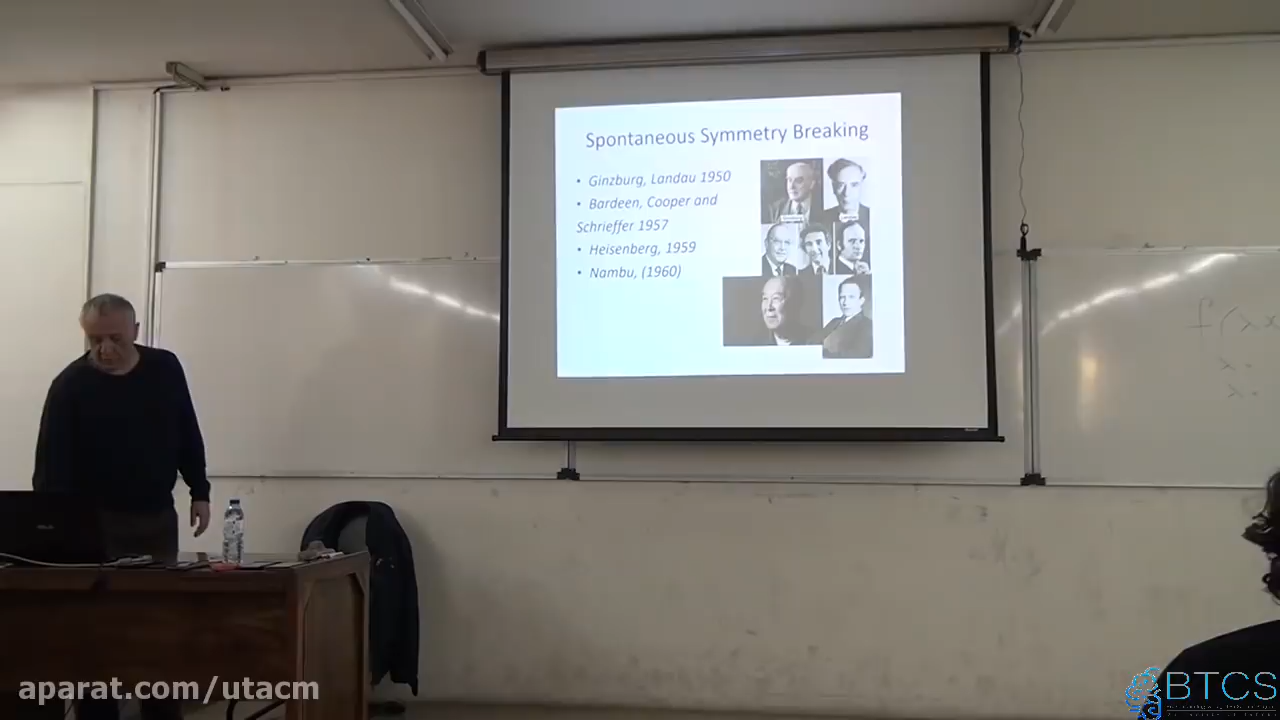 Spontaneous Symmetry Breaking
• Ginzburg, Landau 1950
• Bardeen, Cooper and
Schrieffer 1957
• Heisenberg, 1959
• Nambu, (1960)
aparat.com/utacm
BTCS